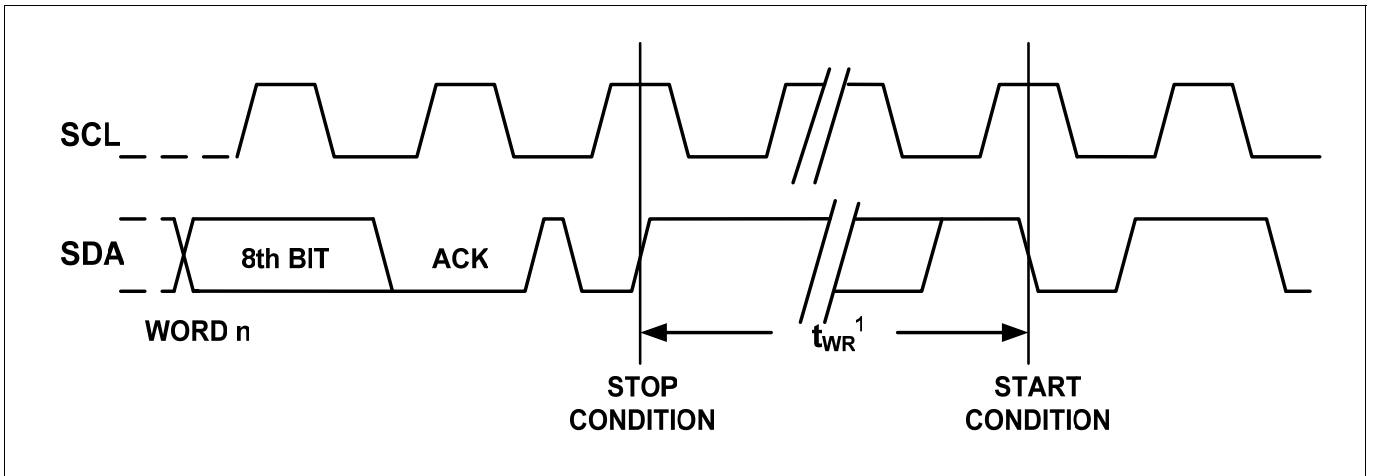 SCL
SDA
8th BIT
ACK
WORD n
tWR1
STOP
CONDITION
START
CONDITION